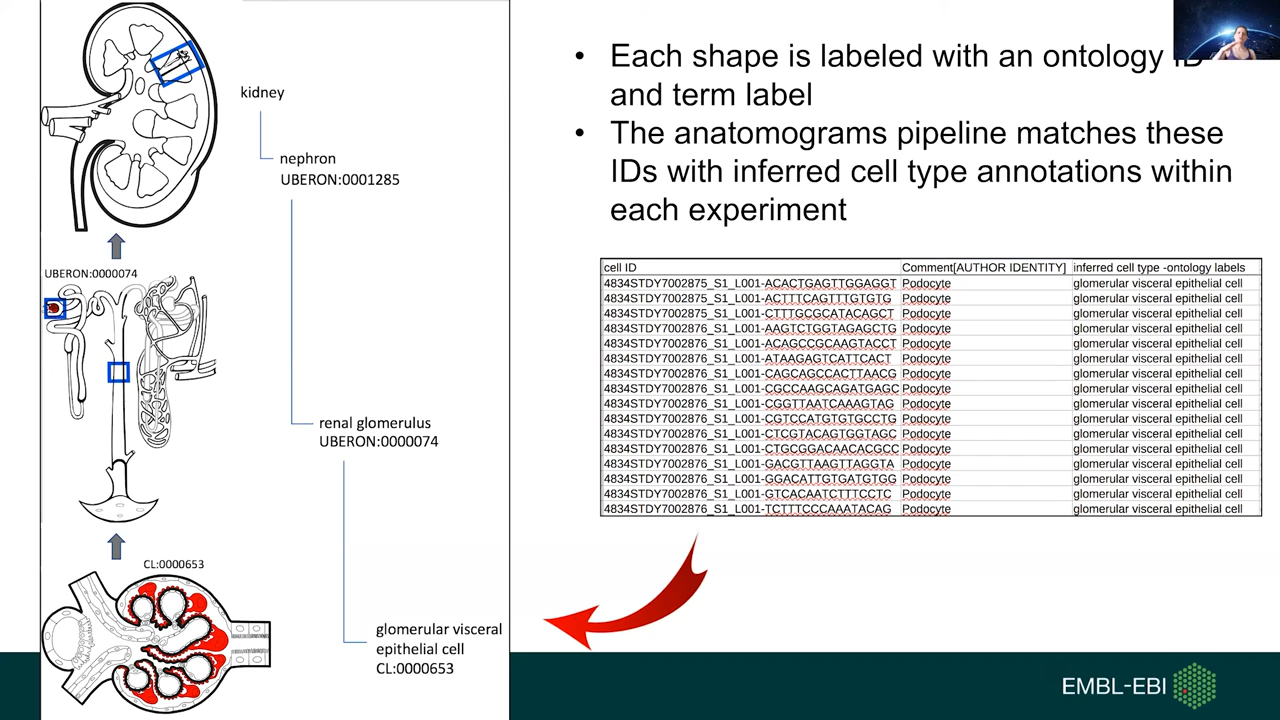 kidney
nephron
UBERON:0001285
UBERON:0000074
renal glomerulus
UBERON:0000074
CL:0000653
glomerular visceral
epithelial cell
CL:0000653
• Each shape is labeled with an ontology ID
and term label
• The anatomograms pipeline matches these
IDs with inferred cell type annotations within
each experiment
cell ID Comment[AUTHOR IDENTITY] inferred cell type -ontology labels
4834STDY7002875_S1_L001-ACACTGAGTTGGAGGT Podocyte glomerular visceral epithelial cell
4834STDY7002875_S1_L001-ACTTTCAGTTTGTGTG Podocyte glomerular visceral epithelial cell
4834STDY7002875_S1_L001-CTTTGCGCATACAGCT Podocyte glomerular visceral epithelial cell
4834STDY7002876_S1_L001-AAGTCTGGTAGAGCTG Podocyte glomerular visceral epithelial cell
4834STDY7002876_S1_L001-ACAGCCGCAAGTACCT Podocyte glomerular visceral epithelial cell
4834STDY7002876_S1_L001-ATAAGAGTCATTCACT Podocyte glomerular visceral epithelial cell
4834STDY7002876_S1_L001-CAGCAGCCACTTAACG Podocyte glomerular visceral epithelial cell
4834STDY7002876_S1_L001-CGCCAAGCAGATGAGC Podocyte glomerular visceral epithelial cell
4834STDY7002876_S1_L001-CGGTTAATCAAAGTAG Podocyte glomerular visceral epithelial cell
4834STDY7002876_S1_L001-CGTCCATGTGTGCCTG Podocyte glomerular visceral epithelial cell
4834STDY7002876_S1_L001-CTCGTACAGTGGTAGC Podocyte glomerular visceral epithelial cell
4834STDY7002876_S1_L001-CTGCGGACAACACGCC Podocyte glomerular visceral epithelial cell
4834STDY7002876_S1_L001-GACGTTAAGTTAGGTA Podocyte glomerular visceral epithelial cell
4834STDY7002876_S1_L001-GGACATTGTGATGTGG Podocyte glomerular visceral epithelial cell
4834STDY7002876_S1_L001-GTCACAATCTTTCCTC Podocyte glomerular visceral epithelial cell
4834STDY7002876_S1_L001-TCTTTCCCAAATACAG Podocyte glomerular visceral epithelial cell
EMBL-EBI